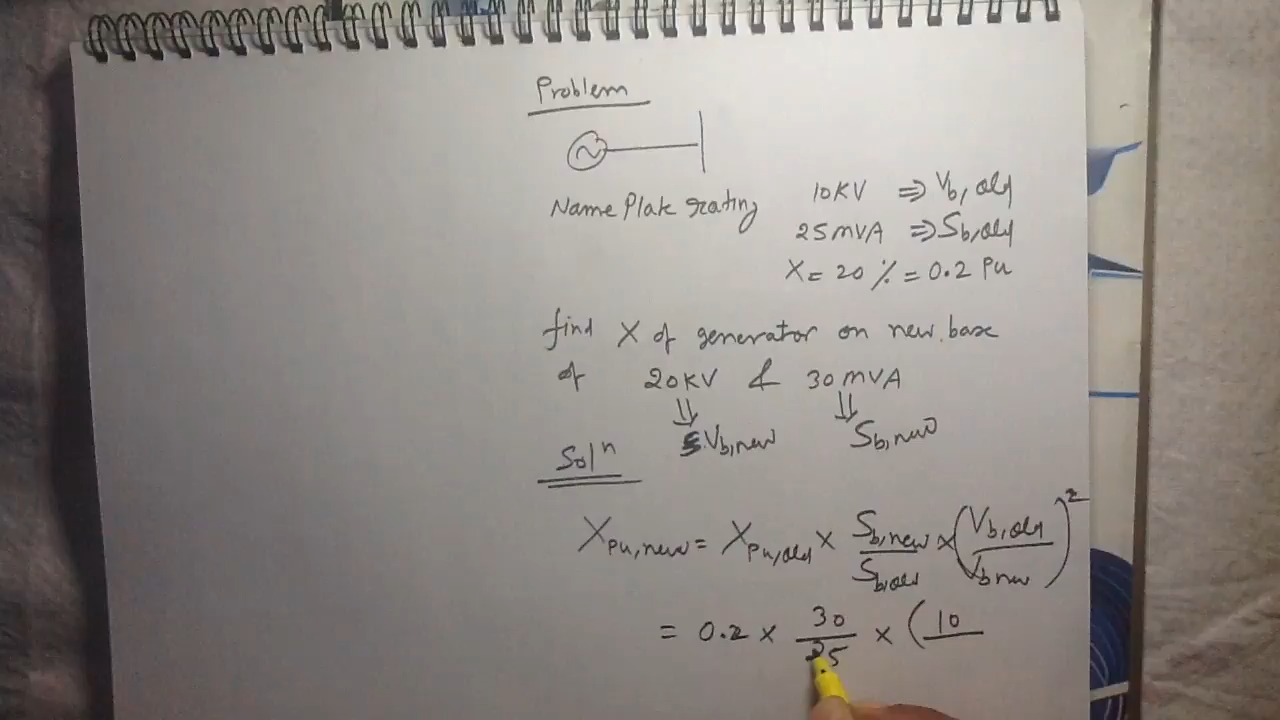 Problem
Name Plate rating 10KV ⇒ Vb, old
25MVA ⇒ Sb,old
X = 20 % = 0.2 Pu
find X of generator on new base
of 20KV & 30MVA
⇓ ⇓
Vb,new Sb,new
Solⁿ
Xpu,new = Xpu,old × Sb,new/Sb,old × (Vb,old/Vb new)²
= 0.2 × 30/25 × (10